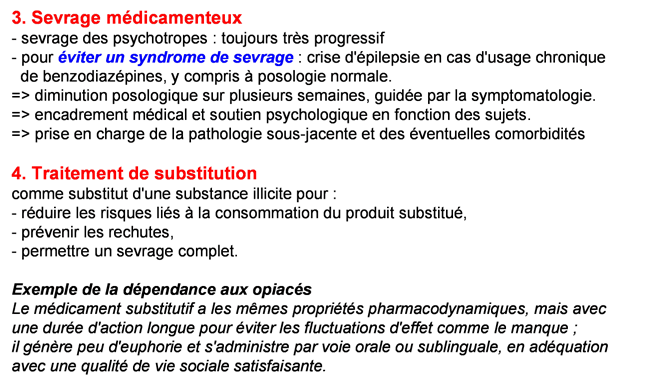 3. Sevrage médicamenteux
- sevrage des psychotropes : toujours très progressif
- pour éviter un syndrome de sevrage : crise d'épilepsie en cas d'usage chronique
de benzodiazépines, y compris à posologie normale.
=> diminution posologique sur plusieurs semaines, guidée par la symptomatologie.
=> encadrement médical et soutien psychologique en fonction des sujets.
=> prise en charge de la pathologie sous-jacente et des éventuelles comorbidités
4. Traitement de substitution
comme substitut d'une substance illicite pour :
- réduire les risques liés à la consommation du produit substitué,
- prévenir les rechutes,
- permettre un sevrage complet.
Exemple de la dépendance aux opiacés
Le médicament substitutif a les mêmes propriétés pharmacodynamiques, mais avec
une durée d'action longue pour éviter les fluctuations d'effet comme le manque ;
il génère peu d'euphorie et s'administre par voie orale ou sublinguale, en adéquation
avec une qualité de vie sociale satisfaisante.